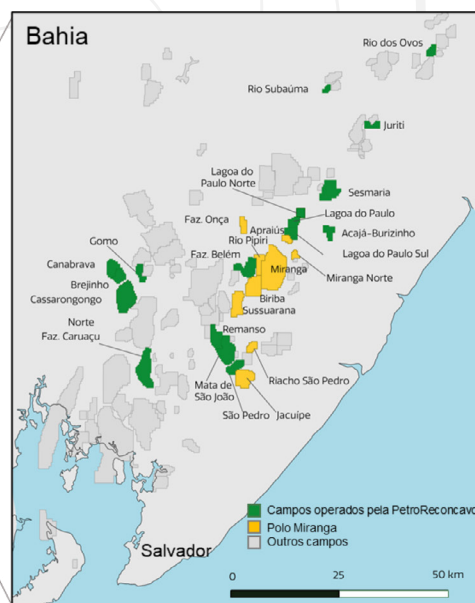 Bahia
Rio dos Ovos
Rio Subaúma
Juriti
Lagoa do
Paulo Norte
Sesmaria
Faz. Onça
Apraiús
Lagoa do Paulo
Rio Pipiri
Acajá-Burizinho
Gomo
Faz. Belém
Lagoa do Paulo Sul
Canabrava
Miranga
Miranga Norte
Brejinho
Biriba
Cassarongongo
Sussuarana
Norte
Faz. Caruaçu
Remanso
Riacho São Pedro
Mata de
São João
São Pedro
Jacuípe
Campos operados pela PetroReconcavo
Polo Miranga
Outros campos
Salvador
0
25
50 km